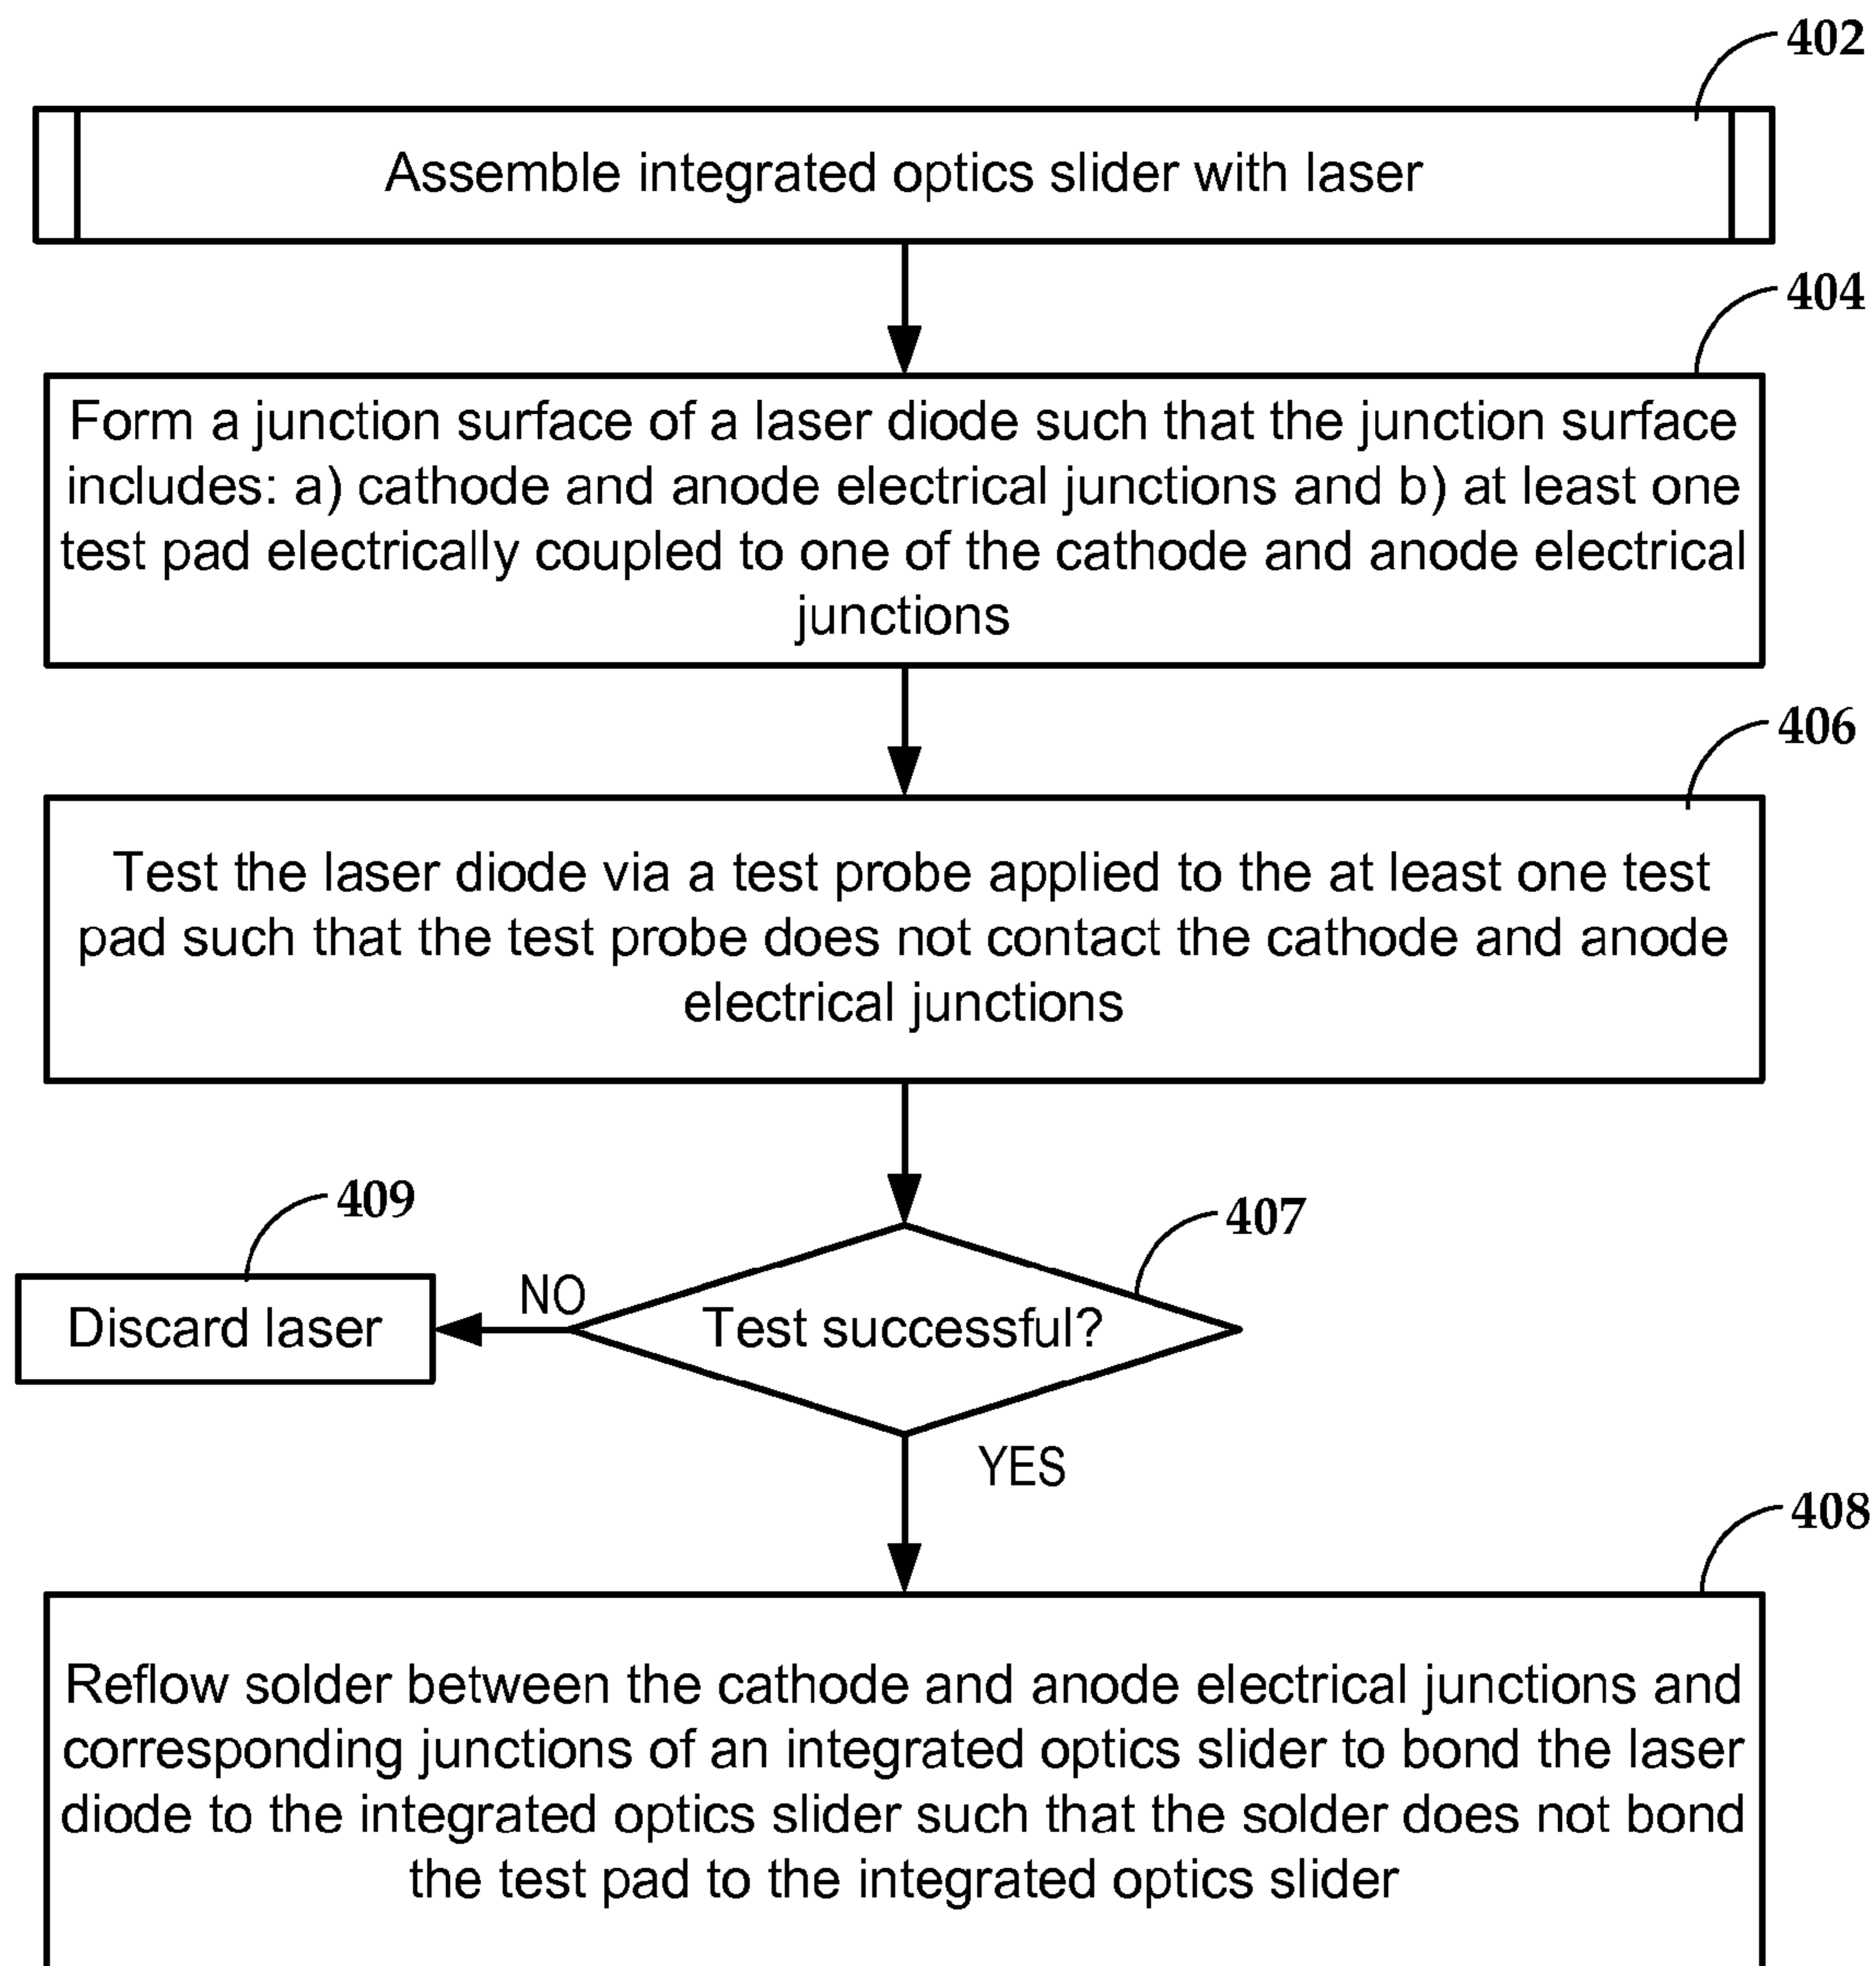 402
Assemble integrated optics slider with laser
404
Form a junction surface of a laser diode such that the junction surface
includes: a) cathode and anode electrical junctions and b) at least one
test pad electrically coupled to one of the cathode and anode electrical
junctions
406
Test the laser diode via a test probe applied to the at least one test
pad such that the test probe does not contact the cathode and anode
electrical junctions
409
407
Discard laser
NO
Test successful?
YES
408
Reflow solder between the cathode and anode electrical junctions and
corresponding junctions of an integrated optics slider to bond the laser
diode to the integrated optics slider such that the solder does not bond
the test pad to the integrated optics slider